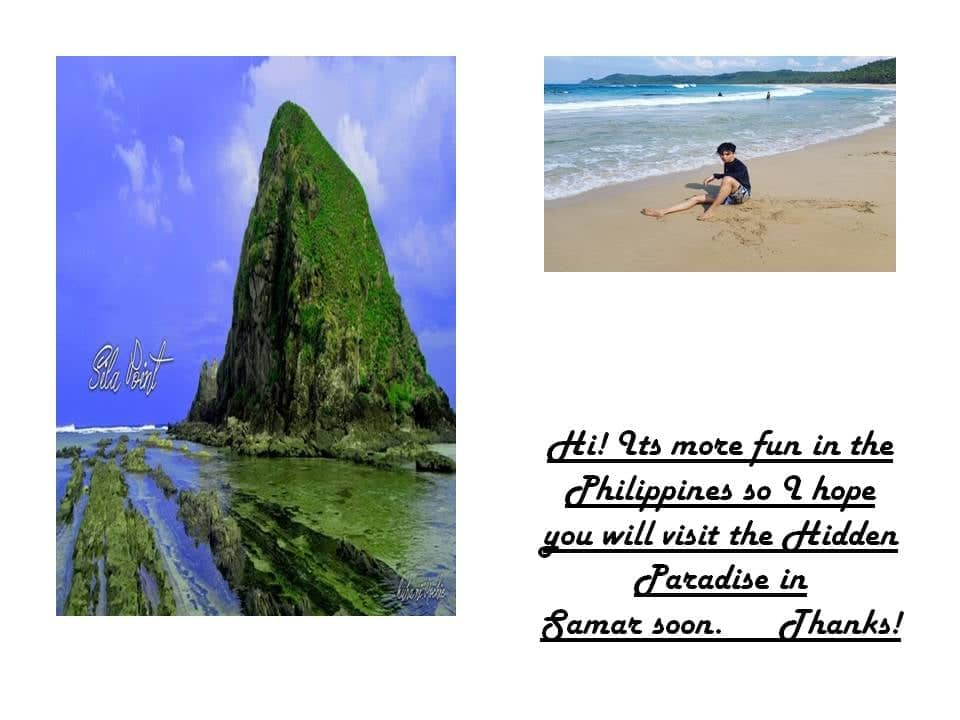 Sila Point
Hi! Its more fun in the
Philippines so I hope
you will visit the Hidden
Paradise in
Samar soon. Thanks!